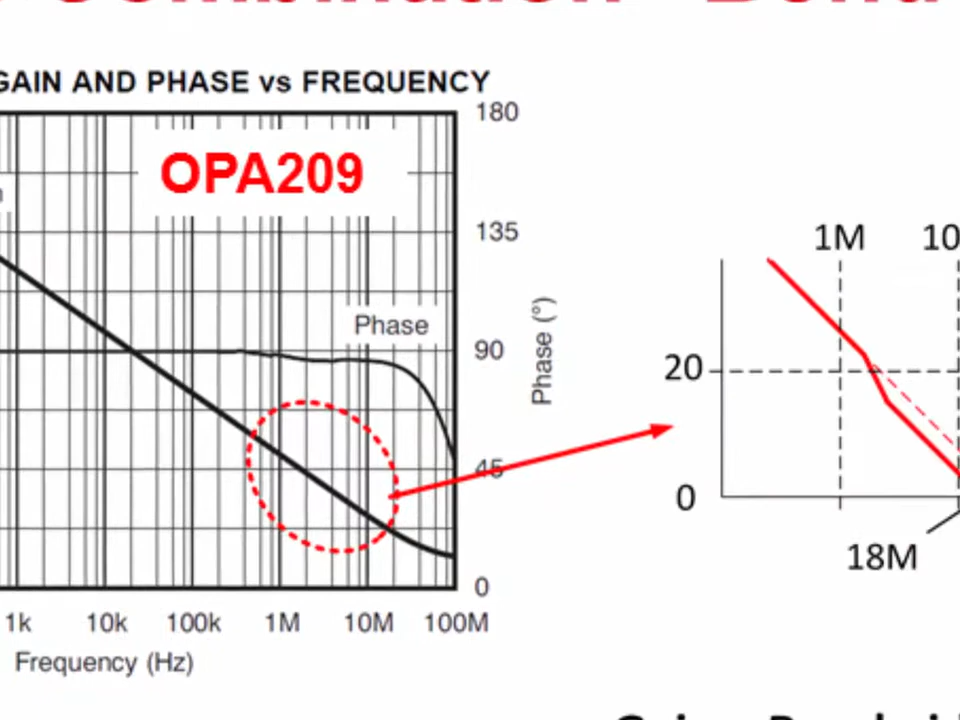 GAIN AND PHASE vs FREQUENCY
180
OPA209
135
1M
10
Phase
90
Phase (°)
20
45
0
0
18M
1k
10k
100k
1M
10M
100M
Frequency (Hz)